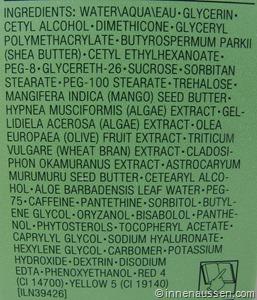 INGREDIENTS: WATER\AQUA\EAU • GLYCERIN •
CETYL ALCOHOL • DIMETHICONE • GLYCERYL
POLYMETHACRYLATE • BUTYROSPERMUM PARKII
(SHEA BUTTER) • CETYL ETHYLHEXANOATE •
PEG-8 • GLYCERETH-26 • SUCROSE • SORBITAN
STEARATE • PEG-100 STEARATE • TREHALOSE •
MANGIFERA INDICA (MANGO) SEED BUTTER •
HYPNEA MUSCIFORMIS (ALGAE) EXTRACT • GEL-
LIDIELA ACEROSA (ALGAE) EXTRACT • OLEA
EUROPAEA (OLIVE) FRUIT EXTRACT • TRITICUM
VULGARE (WHEAT BRAN) EXTRACT • CLADOSI-
PHON OKAMURANUS EXTRACT • ASTROCARYUM
MURUMURU SEED BUTTER • CETEARYL ALCO-
HOL • ALOE BARBADENSIS LEAF WATER • PEG-
75 • CAFFEINE • PANTETHINE • SORBITOL • BUTY-
LENE GLYCOL • ORYZANOL • BISABOLOL • PANTHE-
NOL • PHYTOSTEROLS • TOCOPHERYL ACETATE •
CAPRYLYL GLYCOL • SODIUM HYALURONATE •
HEXYLENE GLYCOL • CARBOMER • POTASSIUM
HYDROXIDE • DEXTRIN • DISODIUM
EDTA • PHENOXYETHANOL • RED 4
(CI 14700) • YELLOW 5 (CI 19140)
[ILN39426]
© innenaussen.com